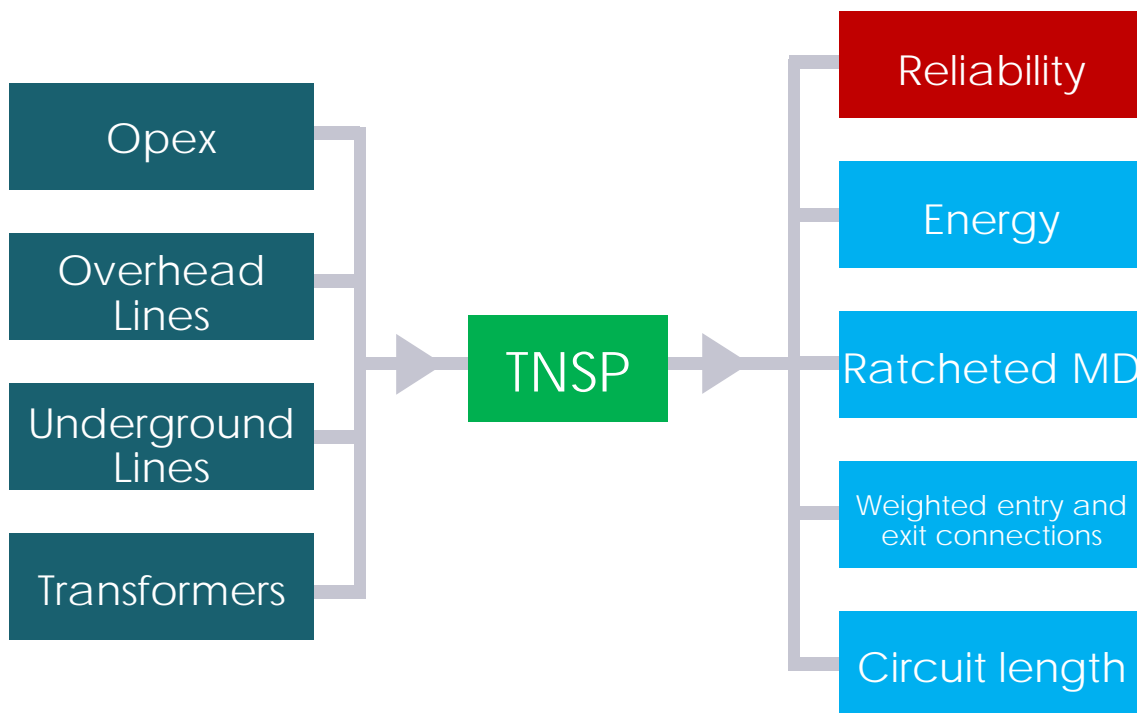 Opex
Overhead
Lines
Underground
Lines
Transformers
TNSP
Reliability
Energy
Ratcheted MD
Weighted entry and
exit connections
Circuit length